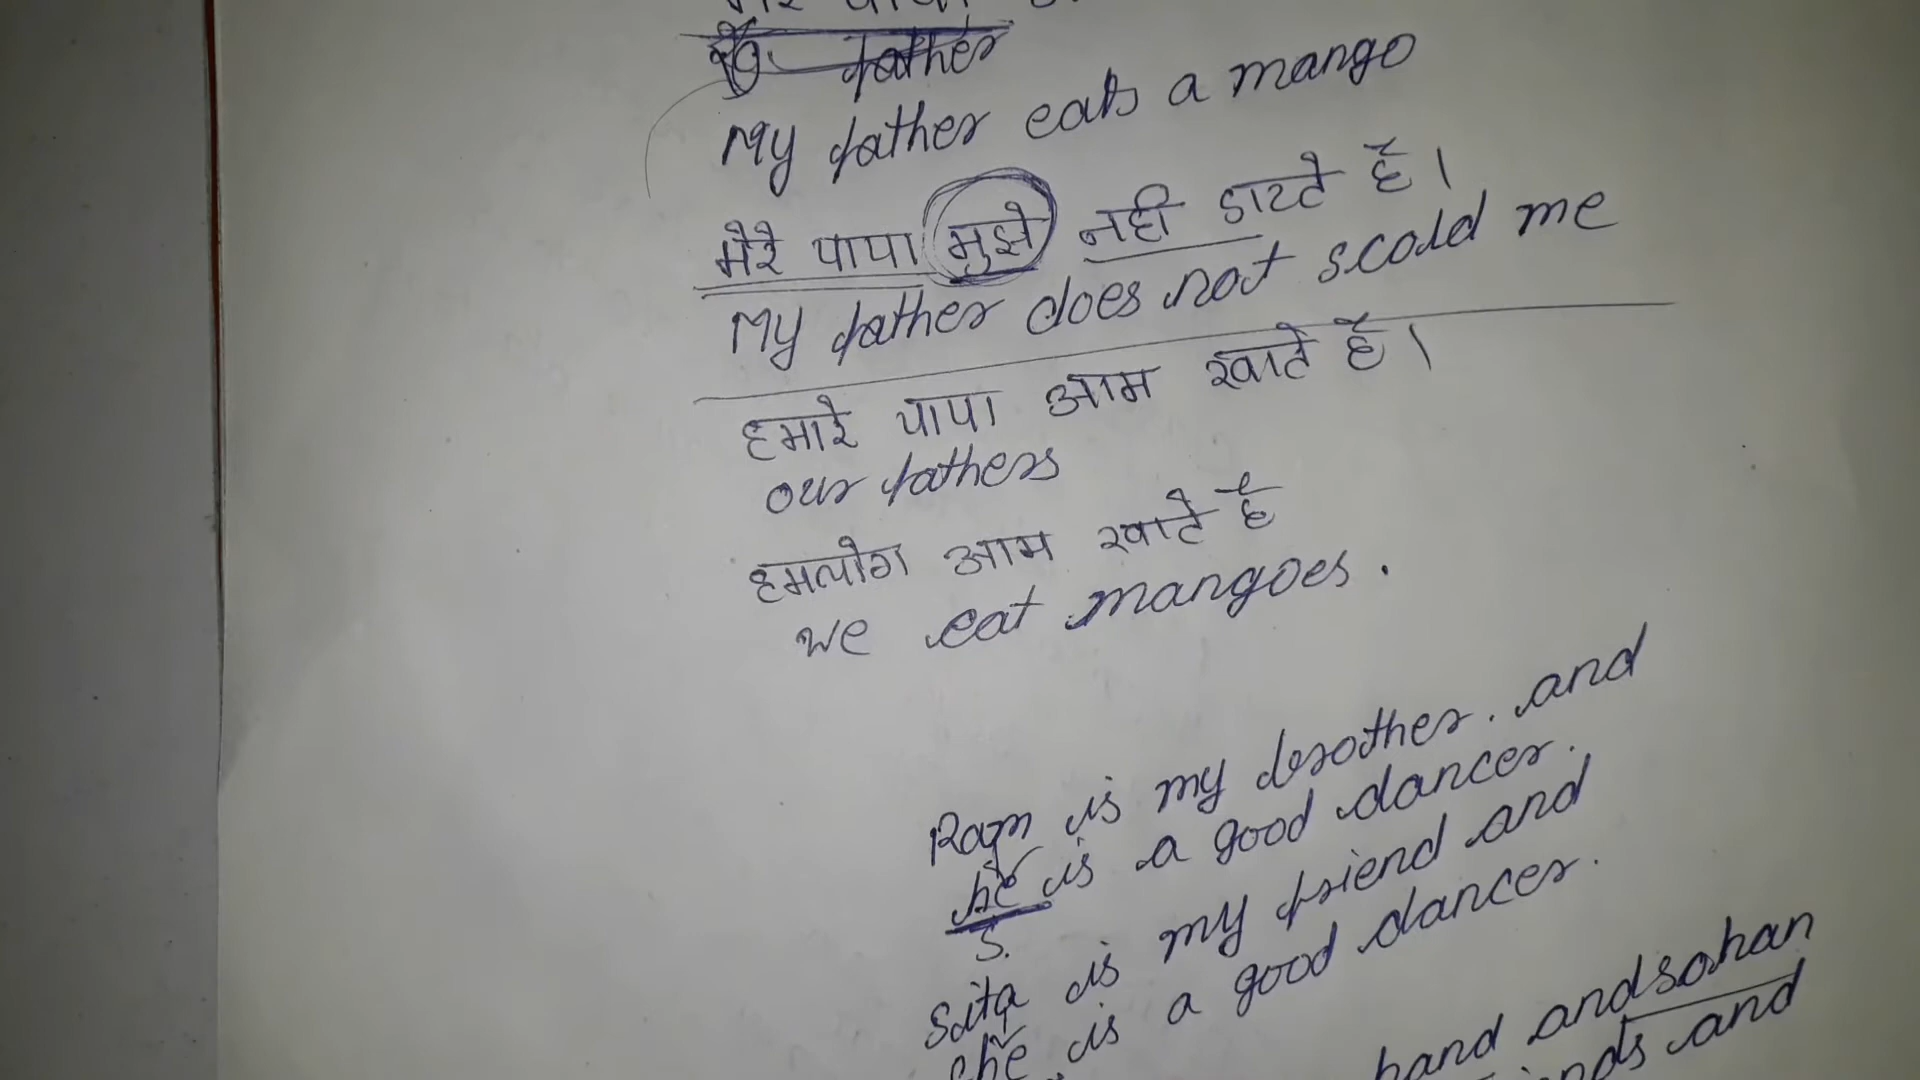 मेरे पापा
father
My father eats a mango
मेरे पापा मुझे नही डाटते हैं।
My father does not scold me
हमारे पापा आम खाते हैं।
our fathers
हमलोग आम खाते हैं
we eat mangoes.
Ram is my brother. and
he is a good dancer.
S.
Sita is my friend and
she is a good dancer.
and sohan
and